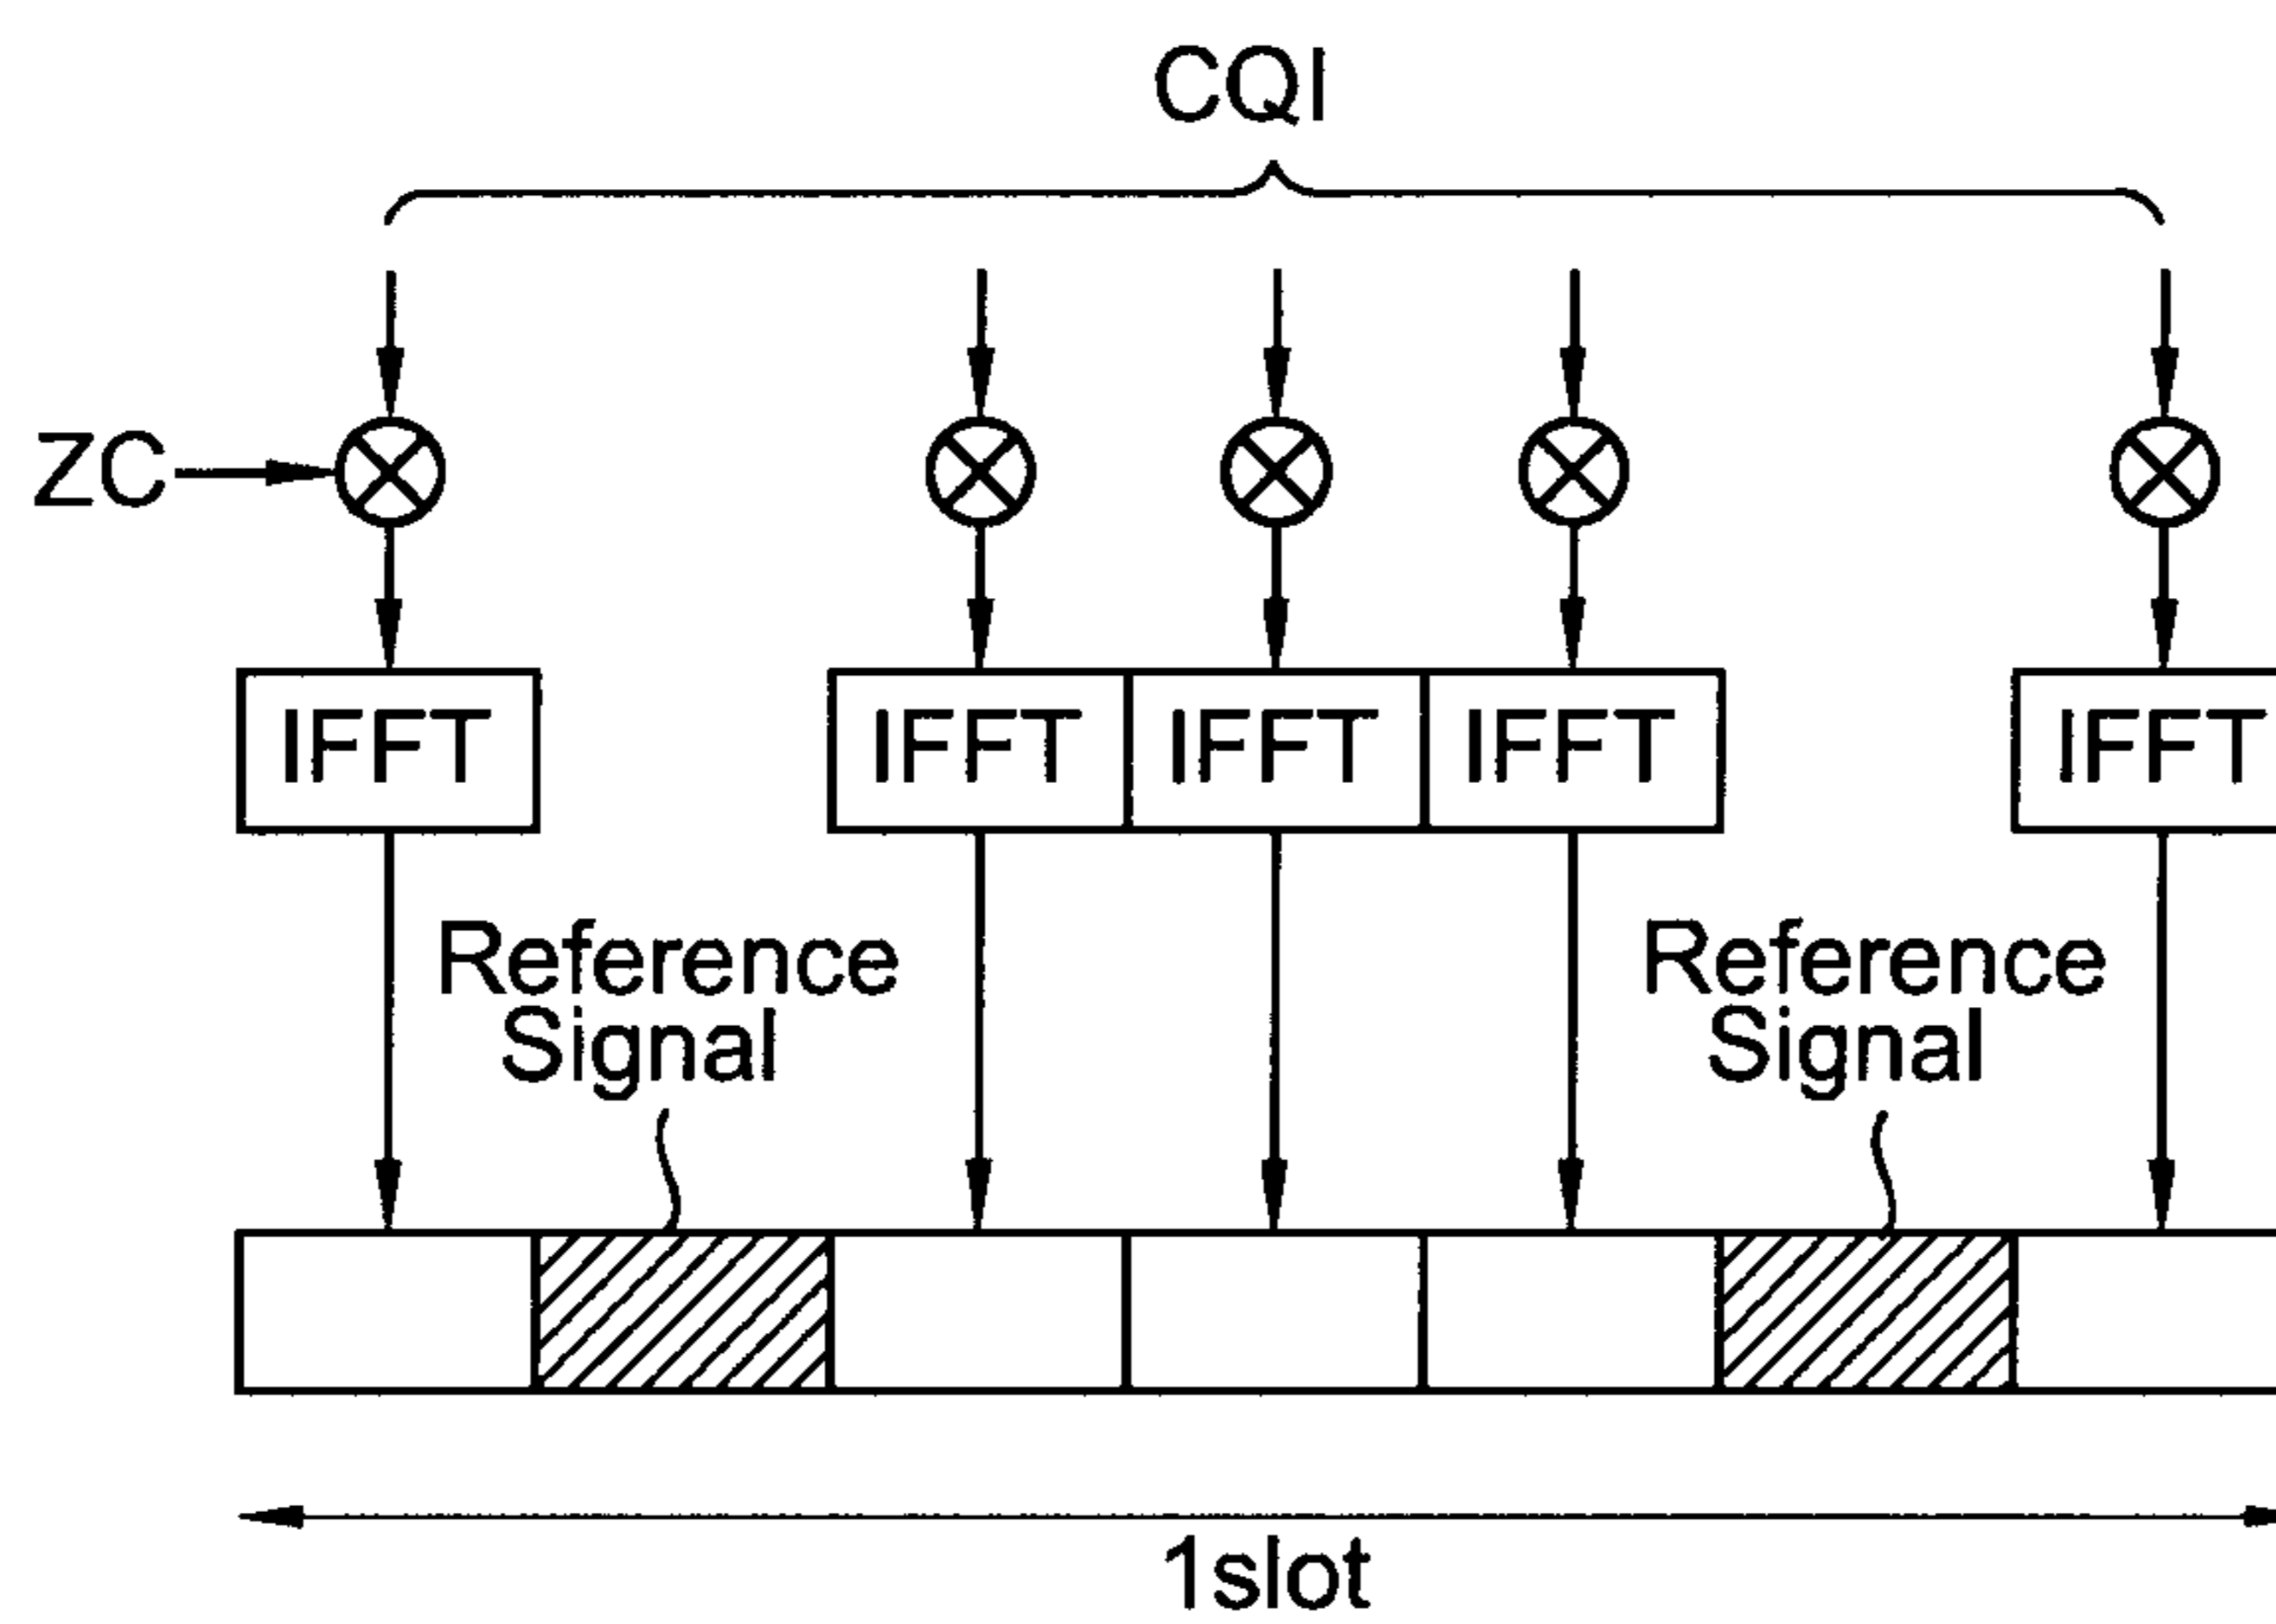 CQI
ZC
IFFT
IFFT
IFFT
IFFT
IFFT
Reference
Signal
Reference
Signal
1slot